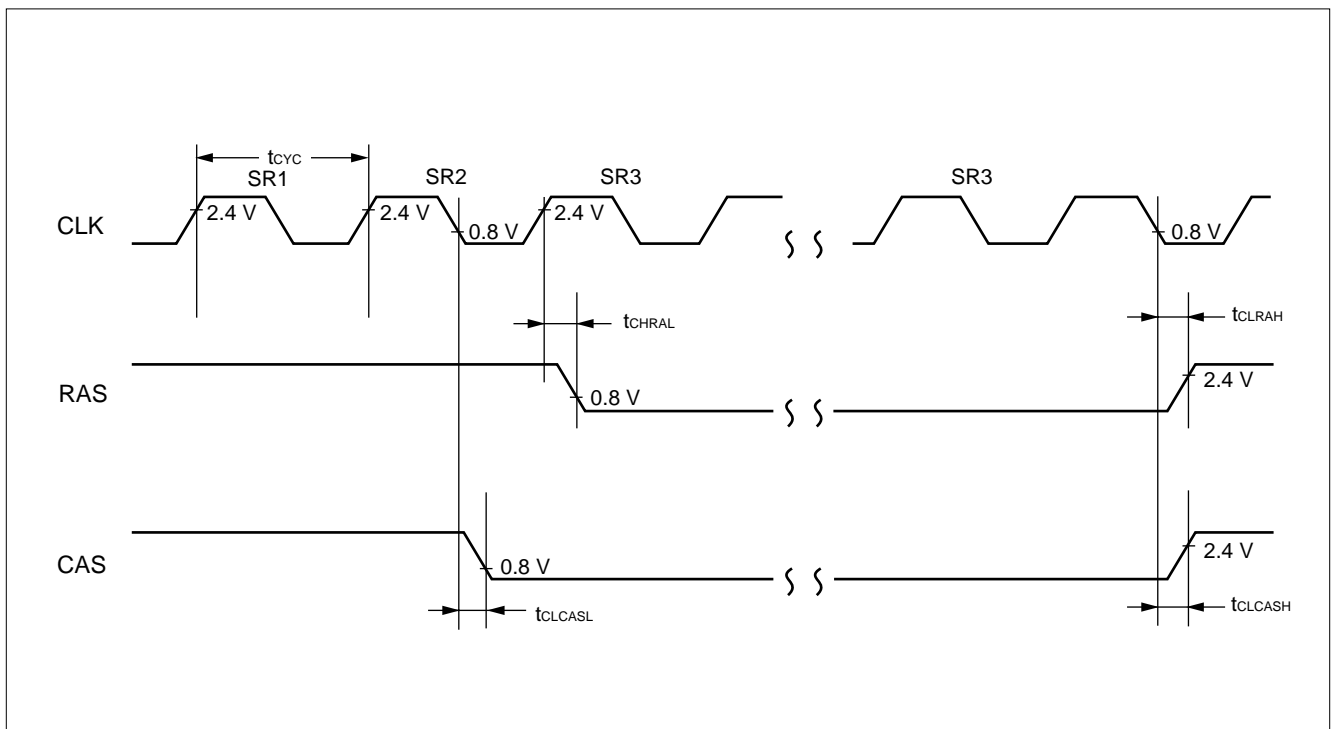 tCYC
SR1 SR2 SR3 SR3
CLK 2.4 V 2.4 V 0.8 V 2.4 V 0.8 V
tCHRAL tCLRAH
RAS 0.8 V 2.4 V
CAS 0.8 V 2.4 V
tCLCASL tCLCASH